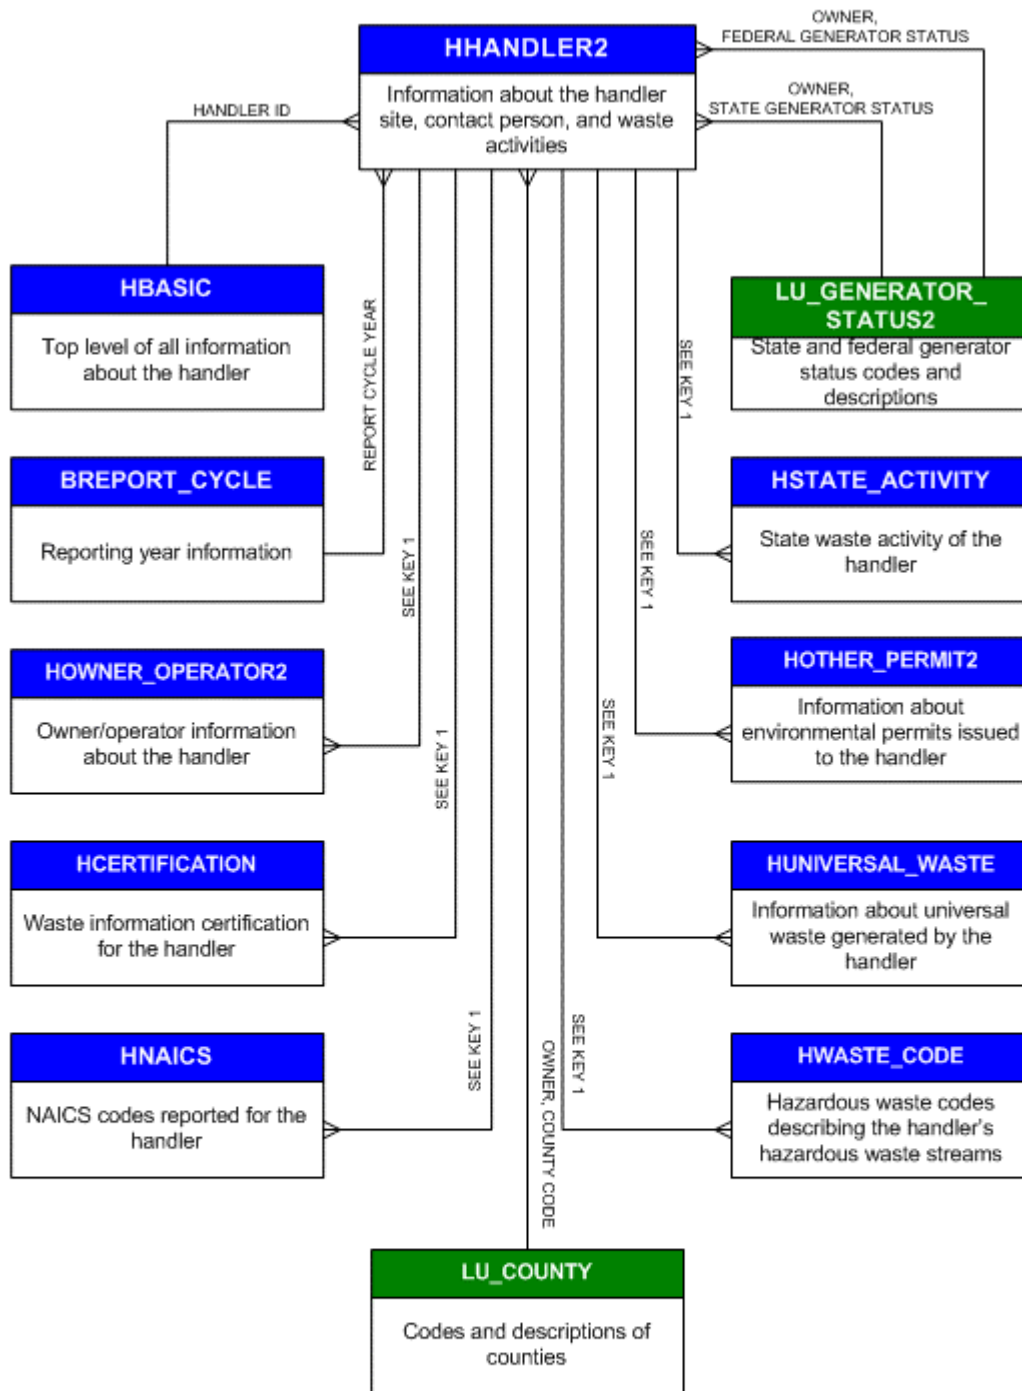 OWNER,
FEDERAL GENERATOR STATUS
HHANDLER2
Information about the handler
site, contact person, and waste
activities
OWNER,
STATE GENERATOR STATUS
HANDLER ID
HBASIC
Top level of all information
about the handler
LU_GENERATOR_
STATUS2
State and federal generator
status codes and
descriptions
REPORT CYCLE YEAR
SEE KEY 1
BREPORT_CYCLE
Reporting year information
HSTATE_ACTIVITY
State waste activity of the
handler
SEE KEY 1
SEE KEY 1
HOWNER_OPERATOR2
Owner/operator information
about the handler
HOTHER_PERMIT2
Information about
environmental permits issued
to the handler
SEE KEY 1
SEE KEY 1
HCERTIFICATION
Waste information certification
for the handler
HUNIVERSAL_WASTE
Information about universal
waste generated by the
handler
SEE KEY 1
OWNER, COUNTY CODE
SEE KEY 1
HNAICS
NAICS codes reported for the
handler
HWASTE_CODE
Hazardous waste codes
describing the handler's
hazardous waste streams
LU_COUNTY
Codes and descriptions of
counties